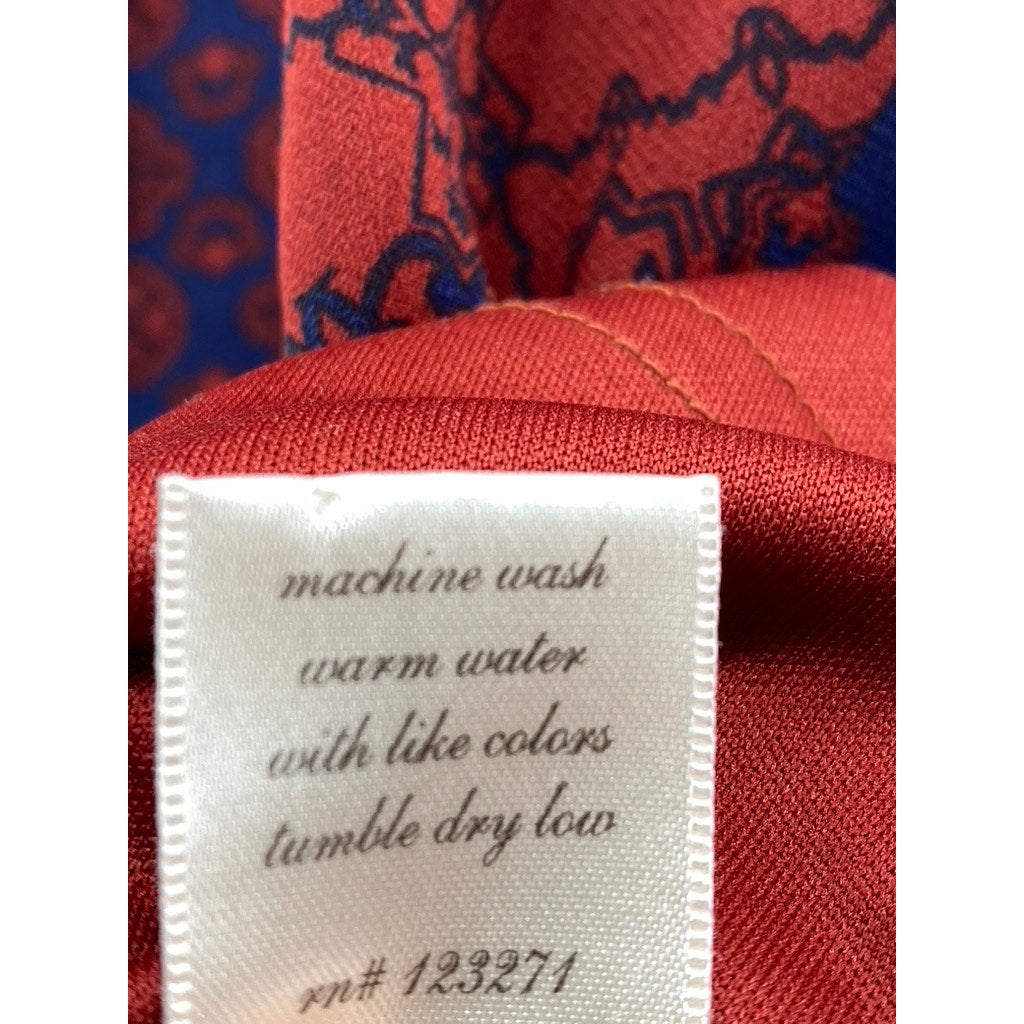 machine wash
warm water
with like colors
tumble dry low
rn# 123271